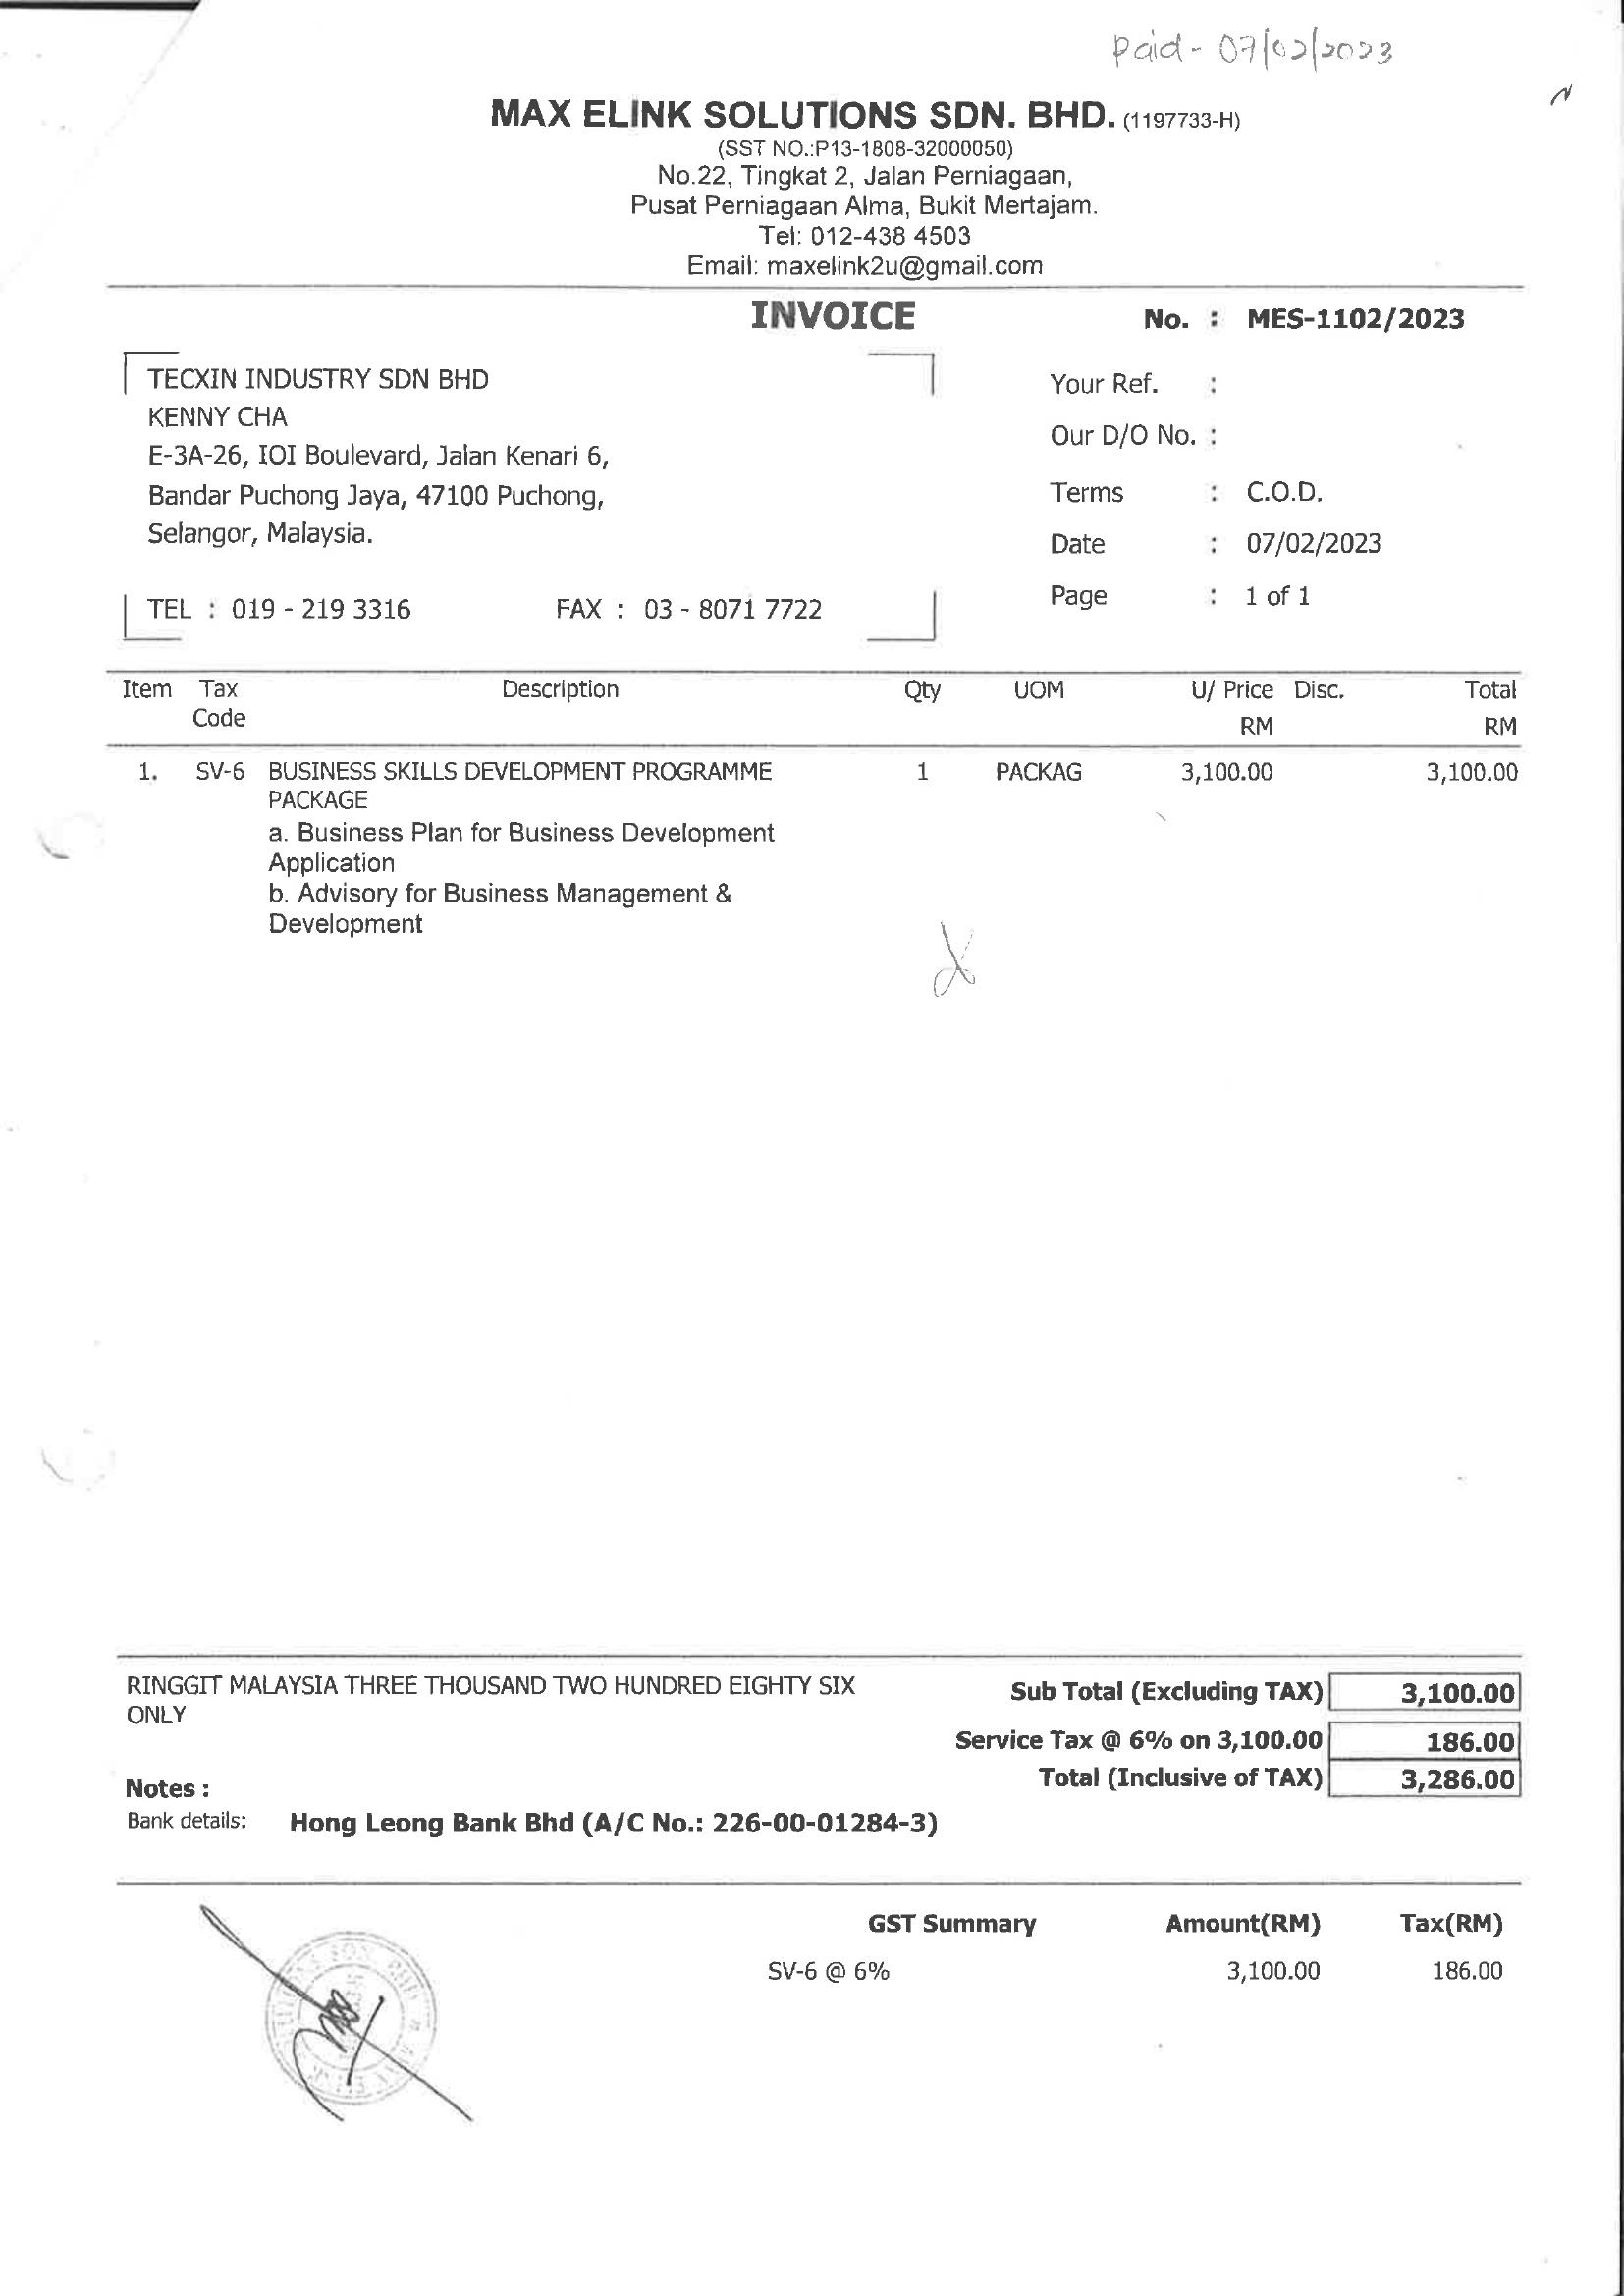 Paid - 07/02/2023
MAX ELINK SOLUTIONS SDN. BHD. (1197733-H)
(SST NO.:P13-1808-32000050)
No.22, Tingkat 2, Jalan Perniagaan,
Pusat Perniagaan Alma, Bukit Mertajam.
Tel: 012-438 4503
Email: maxelink2u@gmail.com
INVOICE No. : MES-1102/2023
TECXIN INDUSTRY SDN BHD
KENNY CHA
E-3A-26, IOI Boulevard, Jalan Kenari 6,
Bandar Puchong Jaya, 47100 Puchong,
Selangor, Malaysia.
TEL : 019 - 219 3316 FAX : 03 - 8071 7722
Your Ref. :
Our D/O No. :
Terms : C.O.D.
Date : 07/02/2023
Page : 1 of 1
Item Tax Description Qty UOM U/ Price Disc. Total
Code RM RM
1. SV-6 BUSINESS SKILLS DEVELOPMENT PROGRAMME 1 PACKAG 3,100.00 3,100.00
PACKAGE
a. Business Plan for Business Development
Application
b. Advisory for Business Management &
Development
RINGGIT MALAYSIA THREE THOUSAND TWO HUNDRED EIGHTY SIX
ONLY
Sub Total (Excluding TAX) 3,100.00
Service Tax @ 6% on 3,100.00 186.00
Total (Inclusive of TAX) 3,286.00
Notes :
Bank details: Hong Leong Bank Bhd (A/C No.: 226-00-01284-3)
GST Summary Amount(RM) Tax(RM)
SV-6 @ 6% 3,100.00 186.00